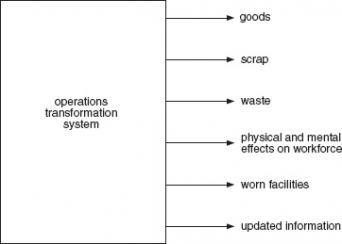 goods
scrap
operations
transformation
system
waste
physical and mental
effects on workforce
worn facilities
updated information